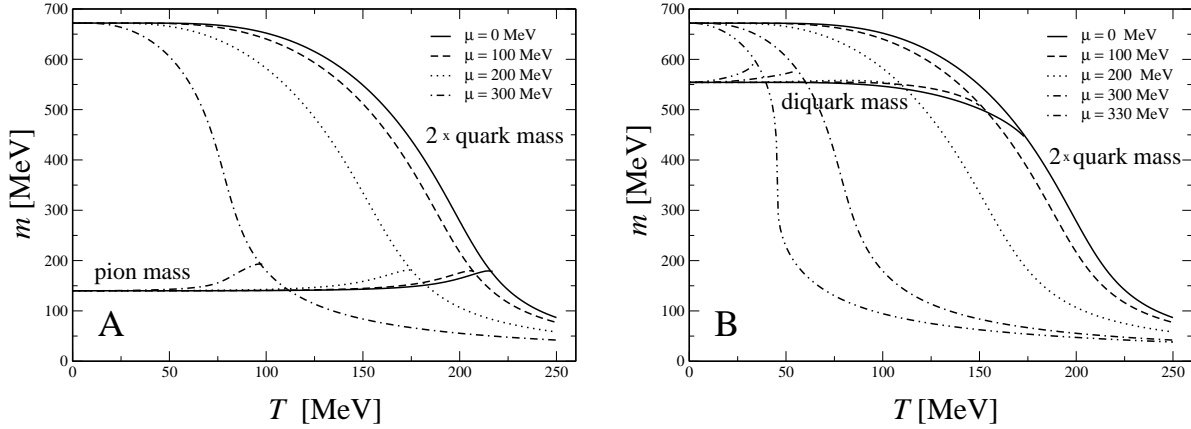 700
600
500
400
300
200
100
0
m [MeV]
0 50 100 150 200 250
T [MeV]
μ = 0 MeV
μ = 100 MeV
μ = 200 MeV
μ = 300 MeV
2 x quark mass
pion mass
A
700
600
500
400
300
200
100
0
m [MeV]
0 50 100 150 200 250
T [MeV]
μ = 0 MeV
μ = 100 MeV
μ = 200 MeV
μ = 300 MeV
μ = 330 MeV
diquark mass
2x quark mass
B